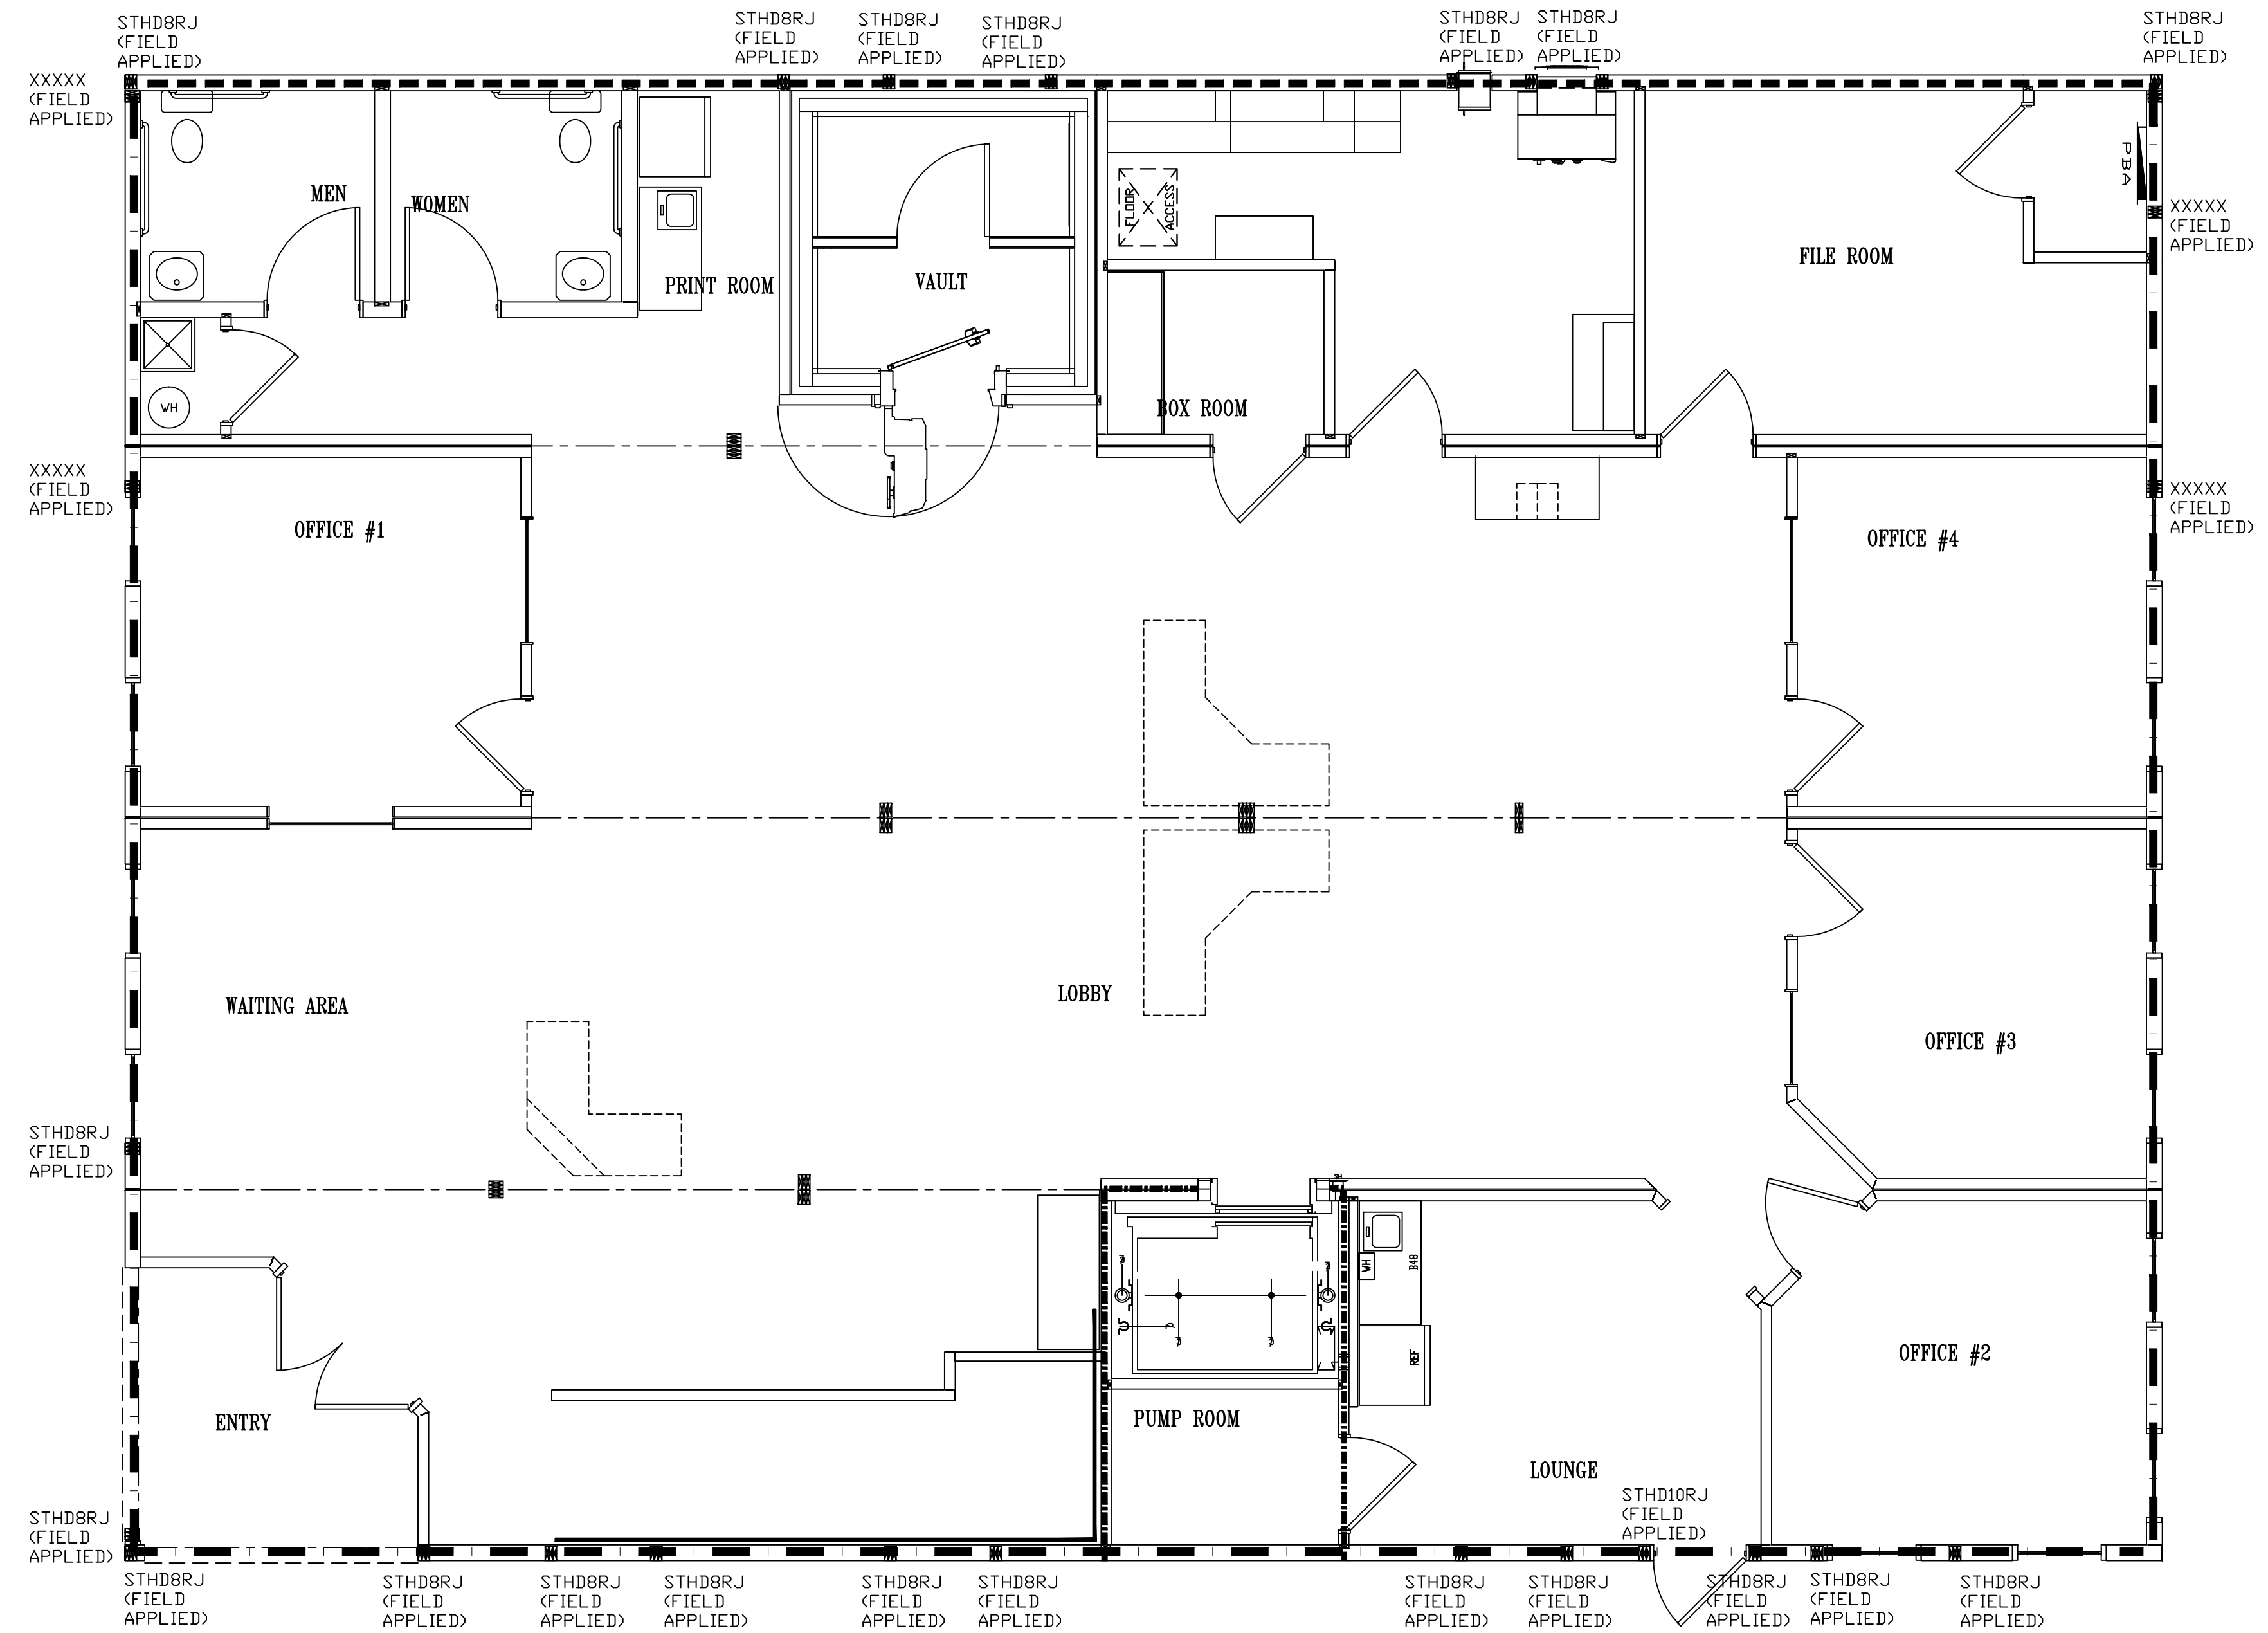 STHD8RJ
(FIELD
APPLIED)
STHD8RJ
(FIELD
APPLIED)
STHD8RJ
(FIELD
APPLIED)
STHD8RJ
(FIELD
APPLIED)
STHD8RJ
(FIELD
APPLIED)
STHD8RJ
(FIELD
APPLIED)
STHD8RJ
(FIELD
APPLIED)
XXXXX
(FIELD
APPLIED)
MEN
WOMEN
PRINT ROOM
VAULT
FLOOR
ACCESS
FILE ROOM
PBA
XXXXX
(FIELD
APPLIED)
WH
BOX ROOM
XXXXX
(FIELD
APPLIED)
XXXXX
(FIELD
APPLIED)
OFFICE #1
OFFICE #4
WAITING AREA
LOBBY
OFFICE #3
STHD8RJ
(FIELD
APPLIED)
WH
B48
REF
OFFICE #2
ENTRY
PUMP ROOM
LOUNGE
STHD10RJ
(FIELD
APPLIED)
STHD8RJ
(FIELD
APPLIED)
STHD8RJ
(FIELD
APPLIED)
STHD8RJ
(FIELD
APPLIED)
STHD8RJ
(FIELD
APPLIED)
STHD8RJ
(FIELD
APPLIED)
STHD8RJ
(FIELD
APPLIED)
STHD8RJ
(FIELD
APPLIED)
STHD8RJ
(FIELD
APPLIED)
STHD8RJ
(FIELD
APPLIED)
STHD8RJ
(FIELD
APPLIED)
STHD8RJ
(FIELD
APPLIED)
STHD8RJ
(FIELD
APPLIED)